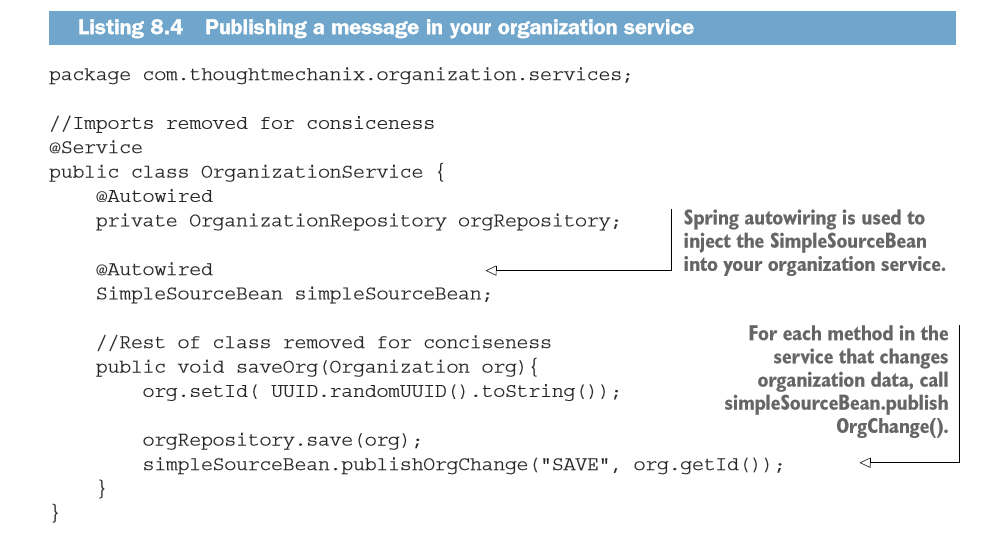 Listing 8.4 Publishing a message in your organization service
package com.thoughtmechanix.organization.services;
//Imports removed for consiceness
@Service
public class OrganizationService {
@Autowired
private OrganizationRepository orgRepository;
Spring autowiring is used to
inject the SimpleSourceBean
into your organization service.
@Autowired
SimpleSourceBean simpleSourceBean;
//Rest of class removed for conciseness
public void saveOrg(Organization org){
org.setId( UUID.randomUUID().toString());
For each method in the
service that changes
organization data, call
simpleSourceBean.publish
OrgChange().
orgRepository.save(org);
simpleSourceBean.publishOrgChange("SAVE", org.getId());
}
}